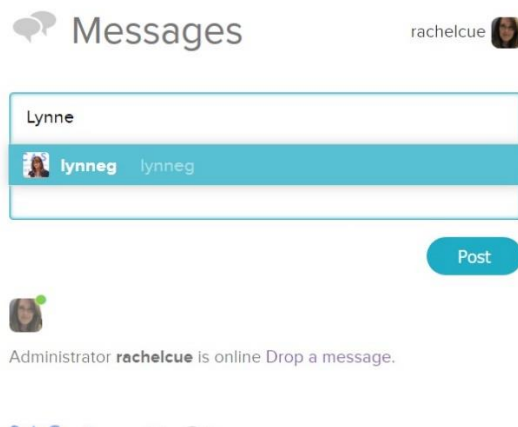 Messages
rachelcue
Lynne
lynneg lynneg
Post
Administrator rachelcue is online Drop a message.